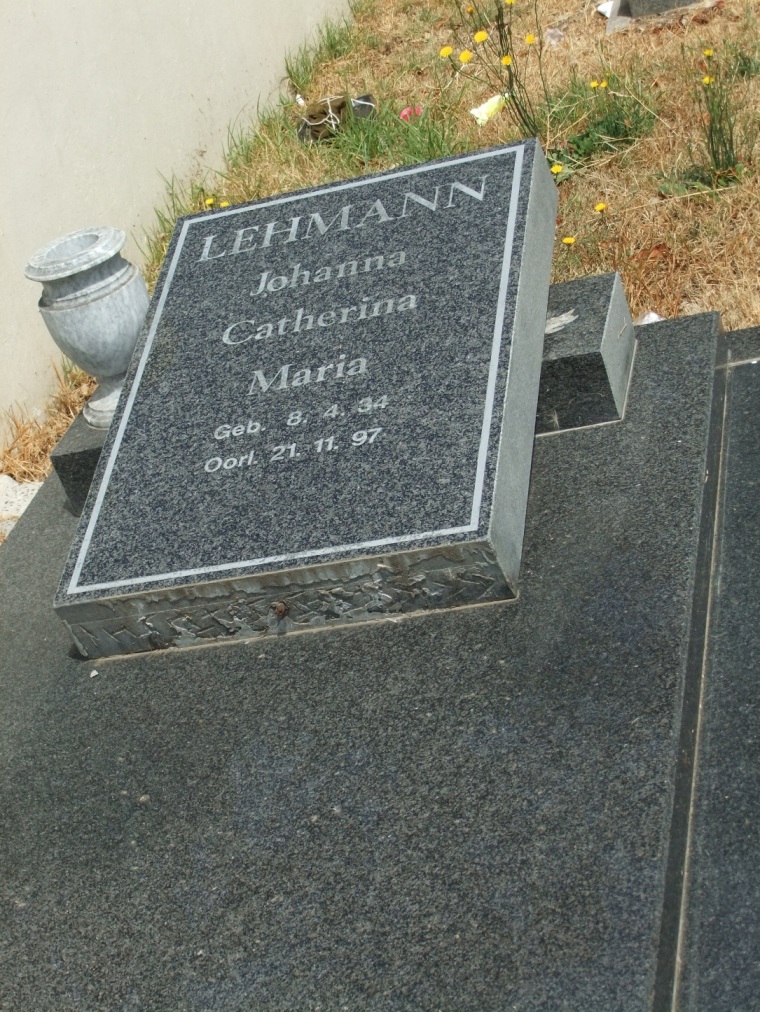 LEHMANN
Johanna
Catherina
Maria
Geb. 8. 4. 34
Oorl. 21. 11. 97